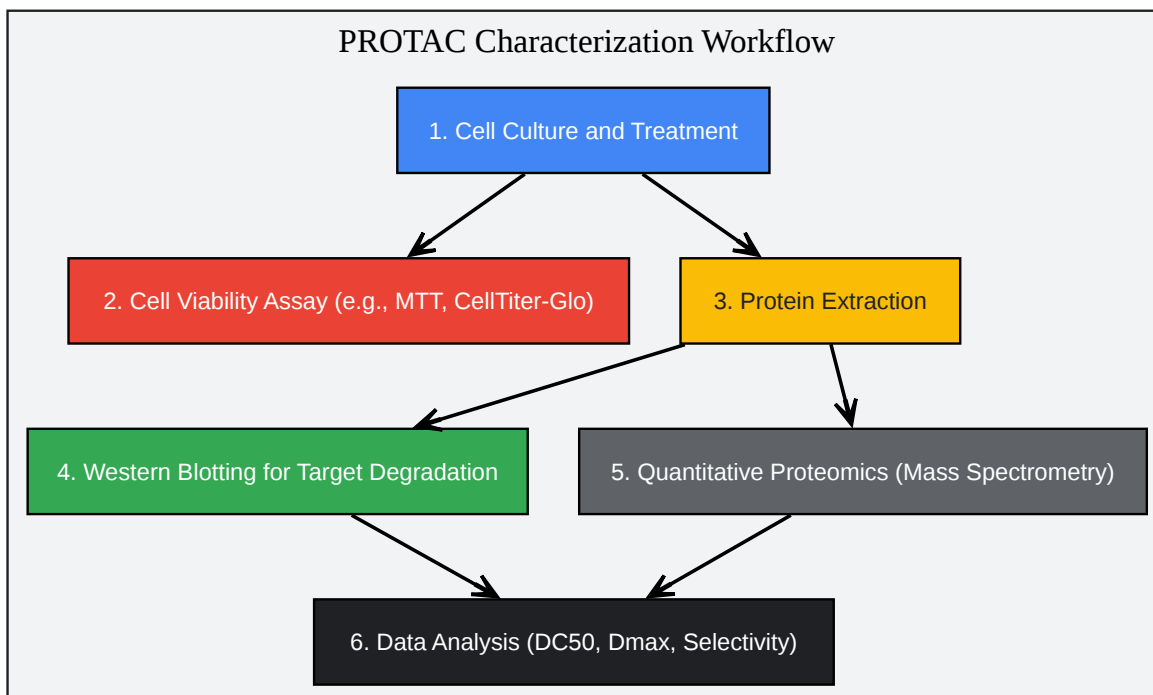 PROTAC Characterization Workflow
1. Cell Culture and Treatment
2. Cell Viability Assay (e.g., MTT, CellTiter-Glo)
3. Protein Extraction
4. Western Blotting for Target Degradation
5. Quantitative Proteomics (Mass Spectrometry)
6. Data Analysis (DC50, Dmax, Selectivity)